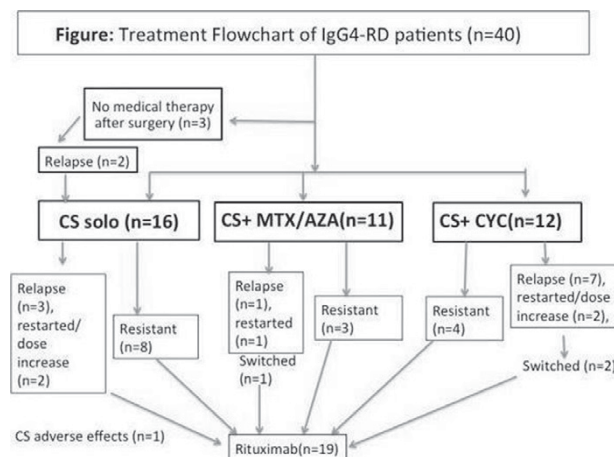 Figure: Treatment Flowchart of IgG4-RD patients (n=40)
No medical therapy
after surgery (n=3)
Relapse (n=2)
CS solo (n=16)
CS+ MTX/AZA(n=11)
CS+ CYC(n=12)
Relapse
(n=3),
restarted/
dose
increase
(n=2)
Resistant
(n=8)
Relapse
(n=1),
restarted
(n=1)
Switched
(n=1)
Resistant
(n=3)
Resistant
(n=4)
Relapse (n=7),
restarted/dose
increase (n=2),
Switched (n=2)
CS adverse effects (n=1)
Rituximab(n=19)